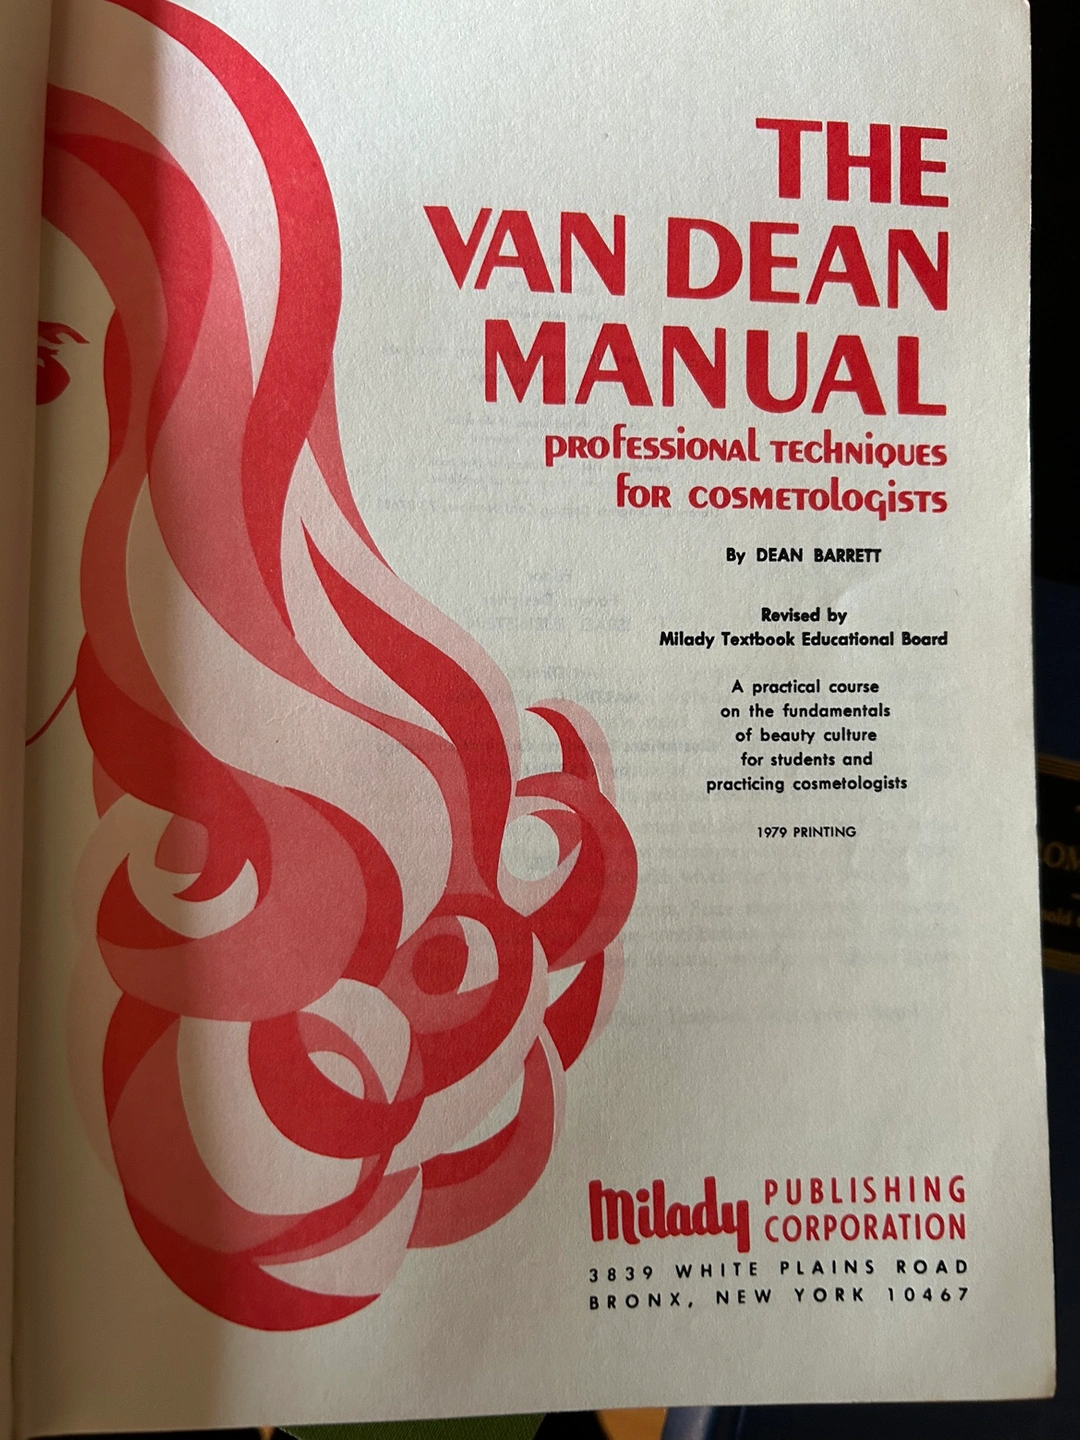 THE
VAN DEAN
MANUAL
professional techniques
for cosmetologists
By DEAN BARRETT
Revised by
Milady Textbook Educational Board
A practical course
on the fundamentals
of beauty culture
for students and
practicing cosmetologists
1979 PRINTING
Milady PUBLISHING
CORPORATION
3839 WHITE PLAINS ROAD
BRONX, NEW YORK 10467